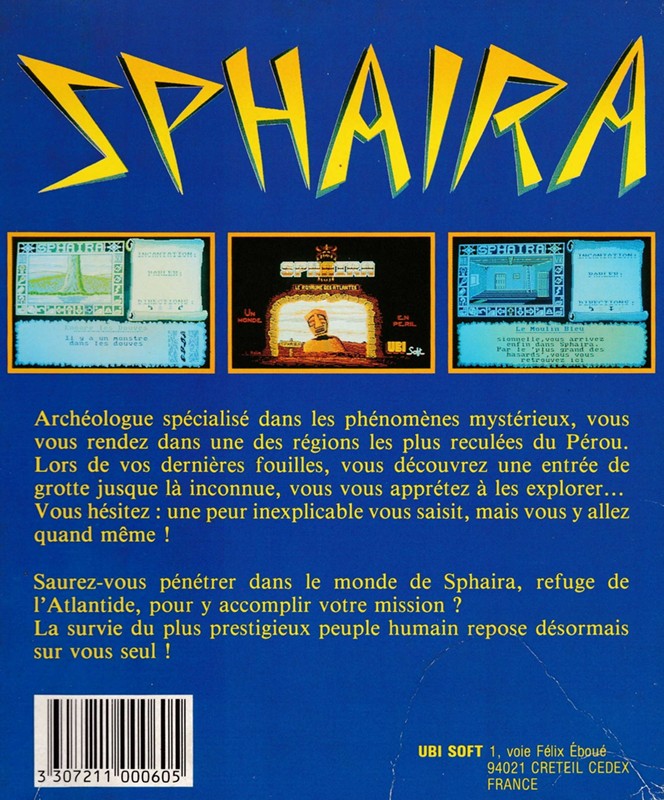 SPHAIRA
SPHAIRA
INCANTATION:
PARLER:
DIRECTIONS:
Il y a un monstre
dans les douves
SPHAIRA
LE ROYAUME DES ATLANTES
UN
MONDE
EN
PERIL
UBI Soft
SPHAIRA
INCANTATION:
PARLER:
DIRECTIONS:
Le Moulin Bleu
sionnelle,vous arrivez
enfin dans Sphaira.
Par le "plus grand des
hasards",vous vous
retrouvez ici
Archéologue spécialisé dans les phénomènes mystérieux, vous
vous rendez dans une des régions les plus reculées du Pérou.
Lors de vos dernières fouilles, vous découvrez une entrée de
grotte jusque là inconnue, vous vous apprétez à les explorer...
Vous hésitez : une peur inexplicable vous saisit, mais vous y allez
quand même !
Saurez-vous pénétrer dans le monde de Sphaira, refuge de
l'Atlantide, pour y accomplir votre mission ?
La survie du plus prestigieux peuple humain repose désormais
sur vous seul !
3 307211 000605
UBI SOFT 1, voie Félix Éboué
94021 CRETEIL CEDEX
FRANCE